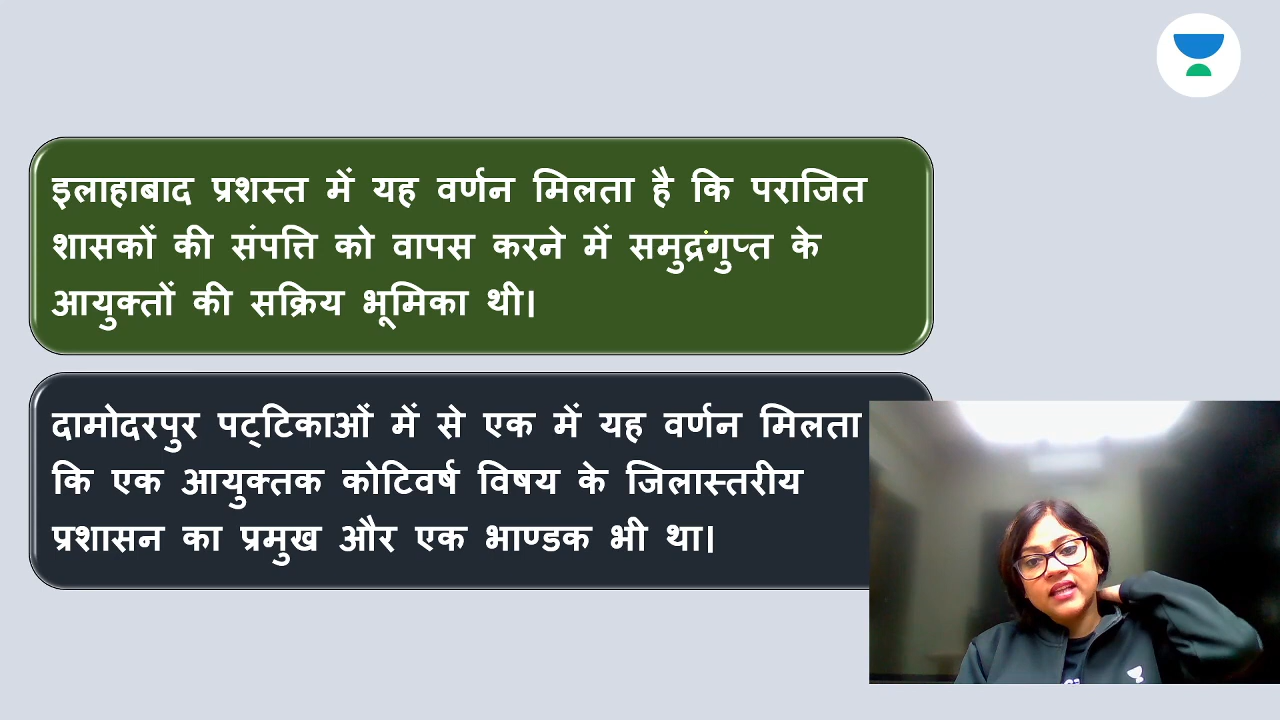 इलाहाबाद प्रशस्त में यह वर्णन मिलता है कि पराजित
शासकों की संपत्ति को वापस करने में समुद्रगुप्त के
आयुक्तों की सक्रिय भूमिका थी।
दामोदरपुर पट्टिकाओं में से एक में यह वर्णन मिलता
कि एक आयुक्तक कोटिवर्ष विषय के जिलास्तरीय
प्रशासन का प्रमुख और एक भाण्डक भी था।